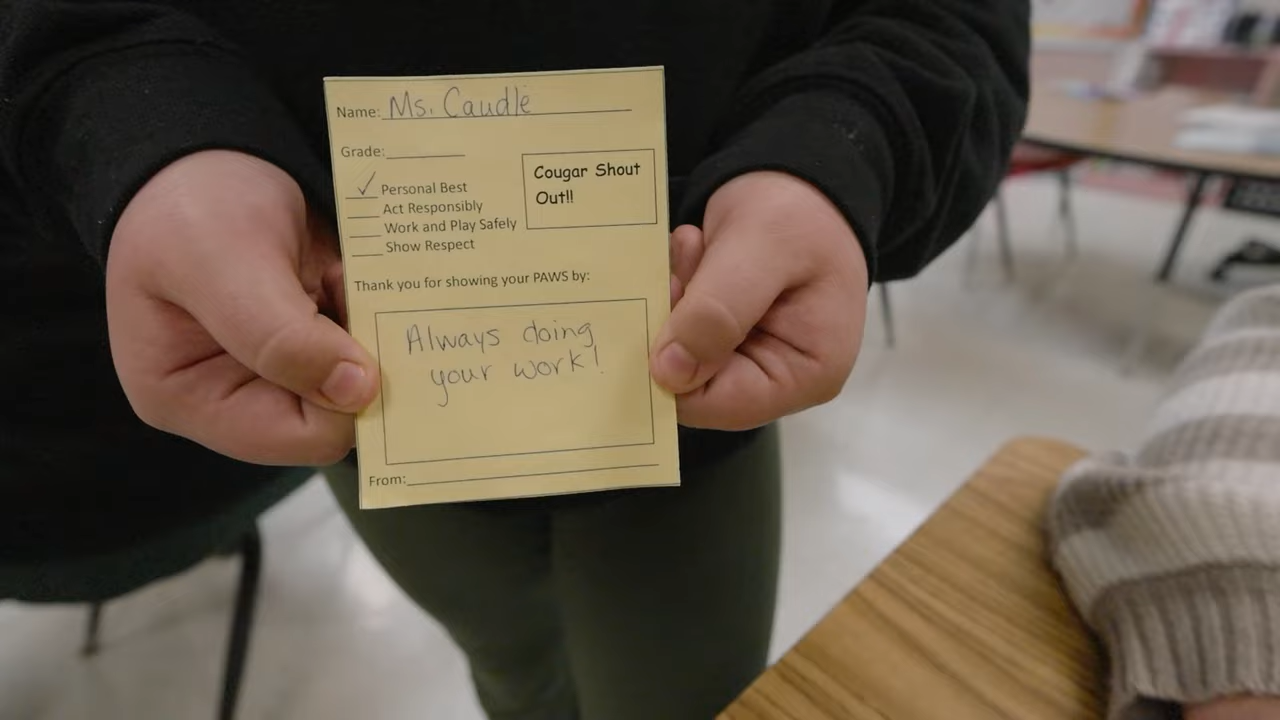 Name: Ms. Caudle
Grade:
Cougar Shout
Out!!
✓ Personal Best
Act Responsibly
Work and Play Safely
Show Respect
Thank you for showing your PAWS by:
Always doing
your work!
From: